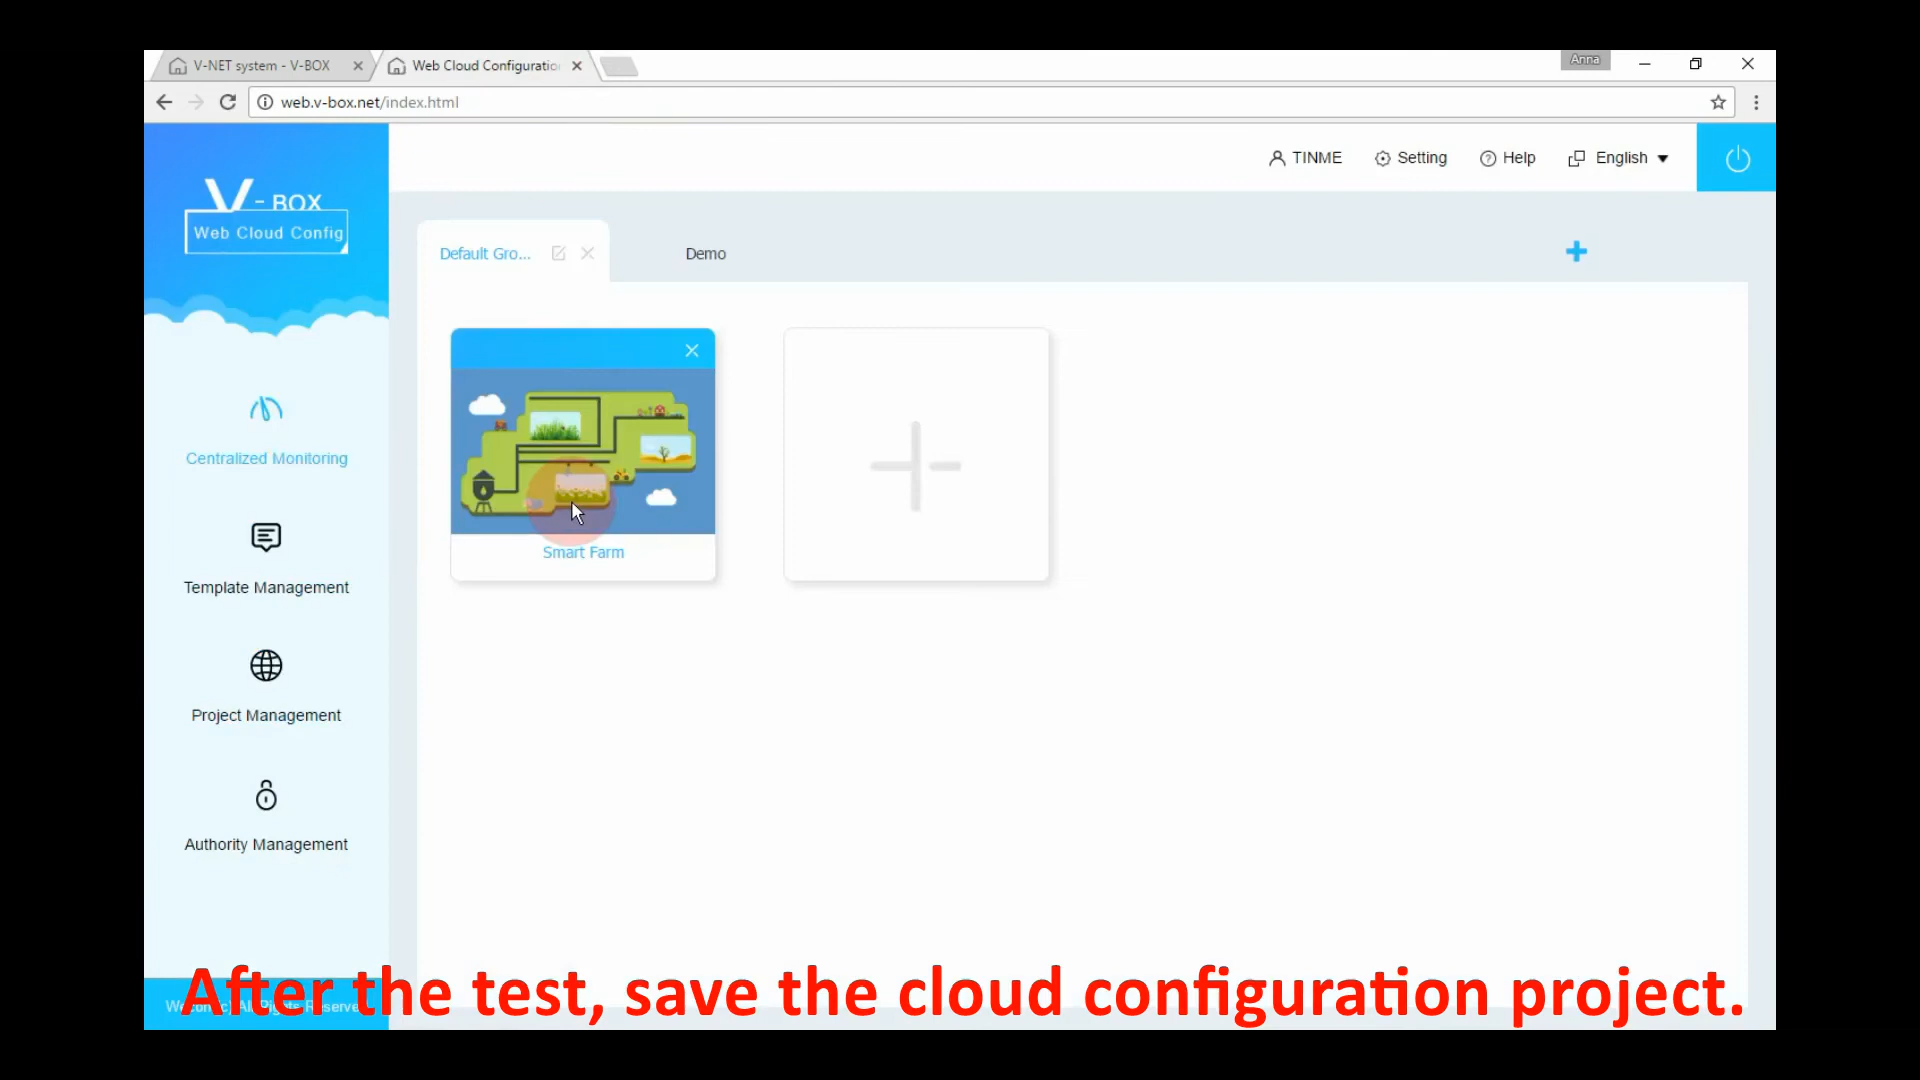 V-NET system - V-BOX
Web Cloud Configuratio
Anna
web.v-box.net/index.html
V - BOX
Web Cloud Config
TINME
Setting
Help
English
Default Gro...
Demo
Smart Farm
Centralized Monitoring
Template Management
Project Management
Authority Management
After the test, save the cloud configuration project.